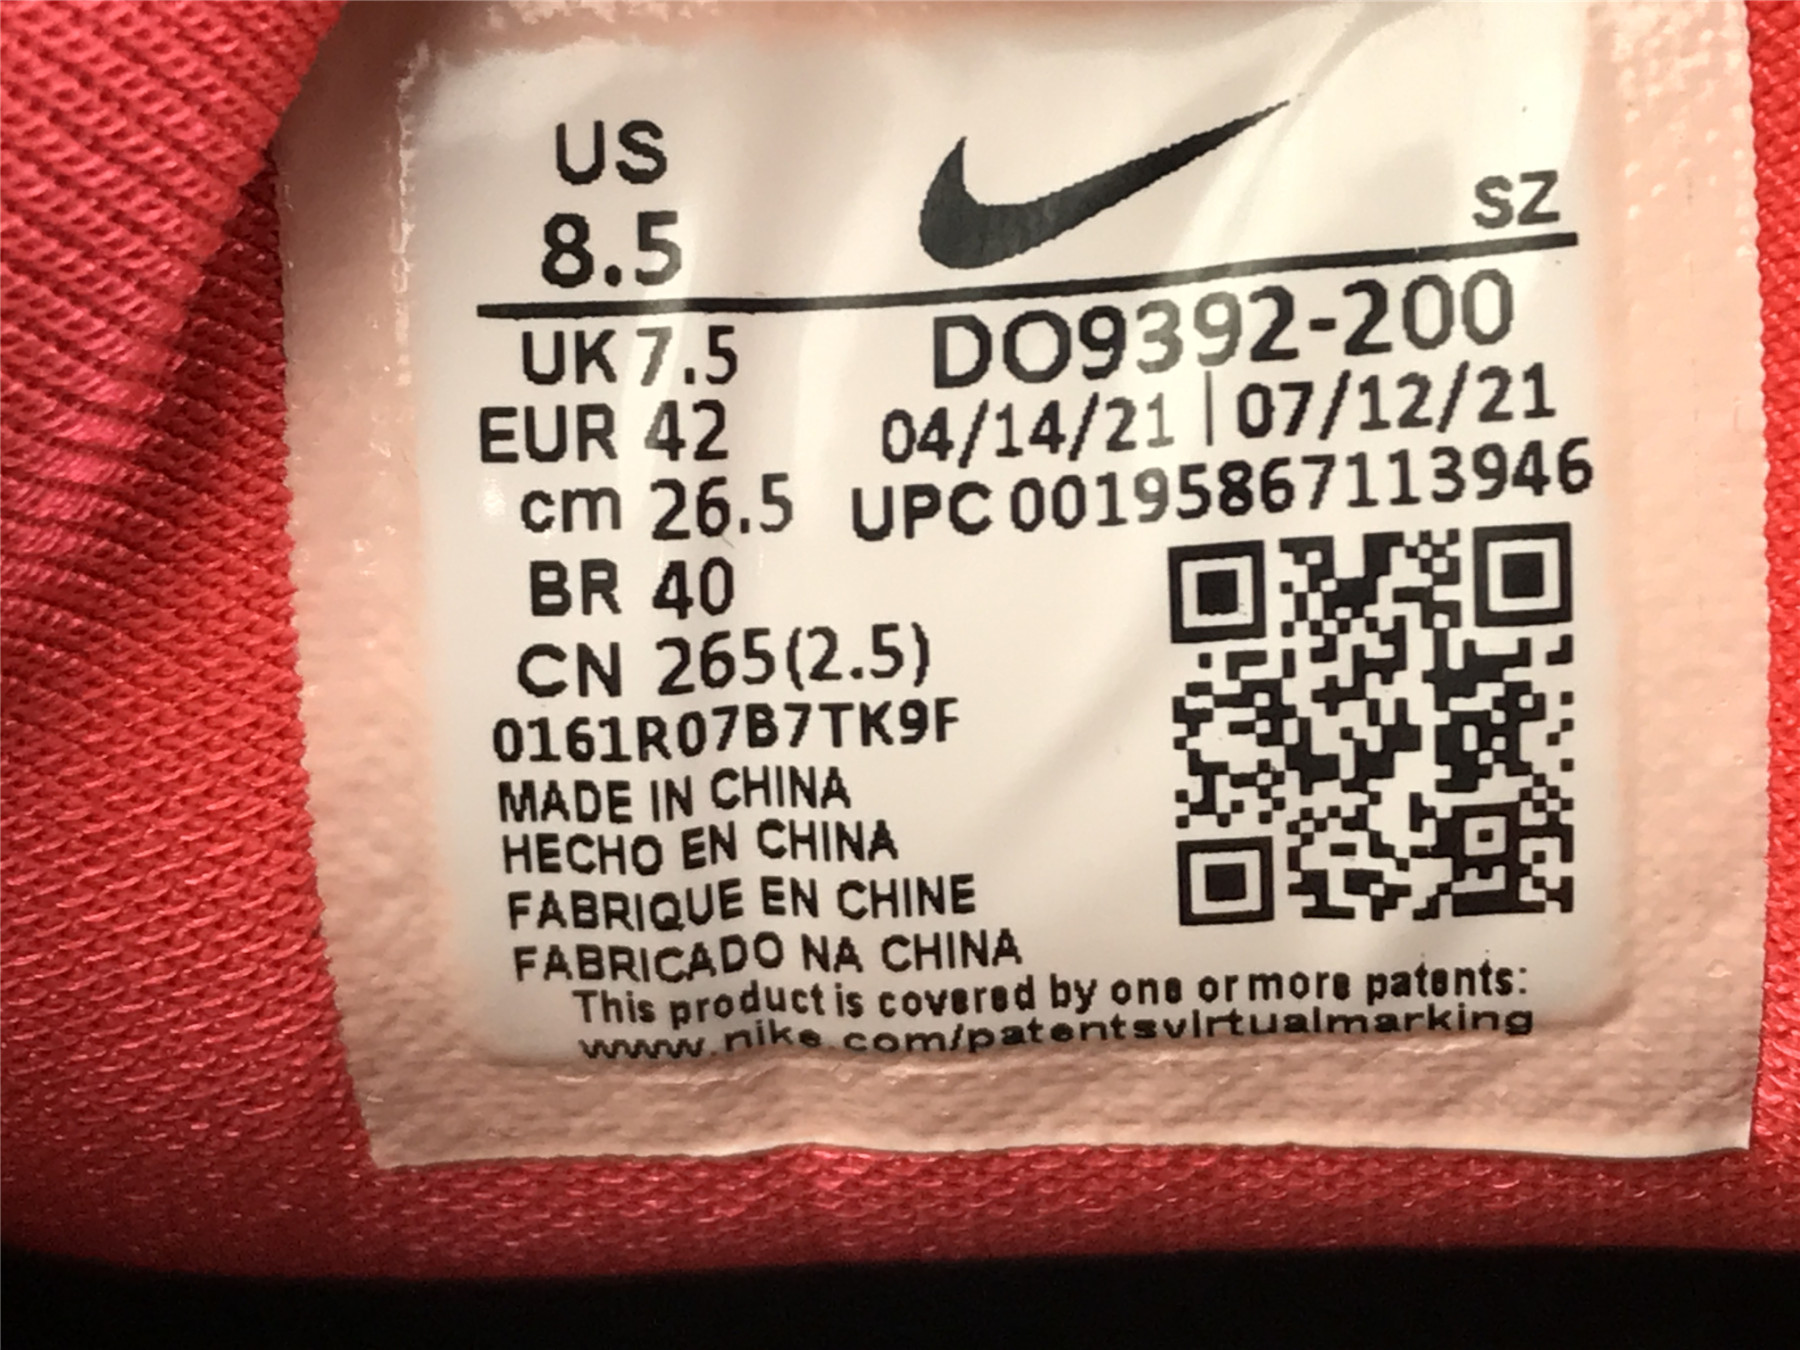 US
8.5
SZ
UK 7.5
DO9392-200
EUR 42
04/14/21 | 07/12/21
cm 26.5
UPC 00195867113946
BR 40
CN 265(2.5)
0161R07B7TK9F
MADE IN CHINA
HECHO EN CHINA
FABRIQUE EN CHINE
FABRICADO NA CHINA
This product is covered by one or more patents:
www.nike.com/patentsvirtualmarking